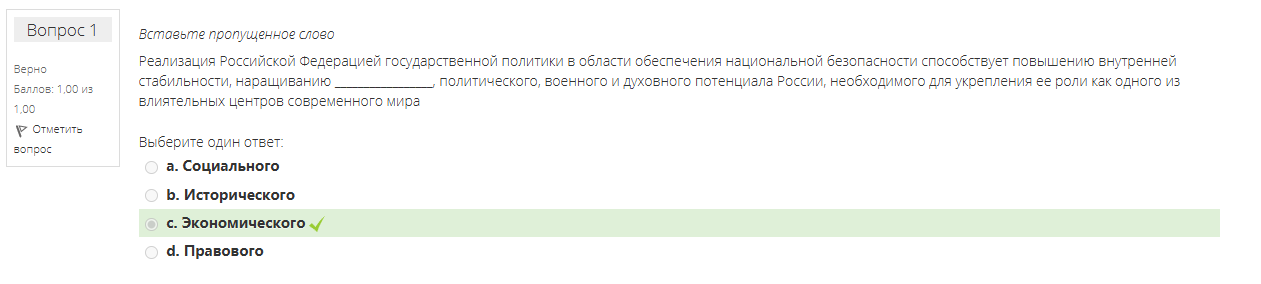 Вопрос 1
Верно
Баллов: 1,00 из
1,00
Отметить
вопрос
Вставьте пропущенное слово
Реализация Российской Федерацией государственной политики в области обеспечения национальной безопасности способствует повышению внутренней
стабильности, наращиванию ________________, политического, военного и духовного потенциала России, необходимого для укрепления ее роли как одного из
влиятельных центров современного мира
Выберите один ответ:
a. Социального
b. Исторического
c. Экономического
d. Правового